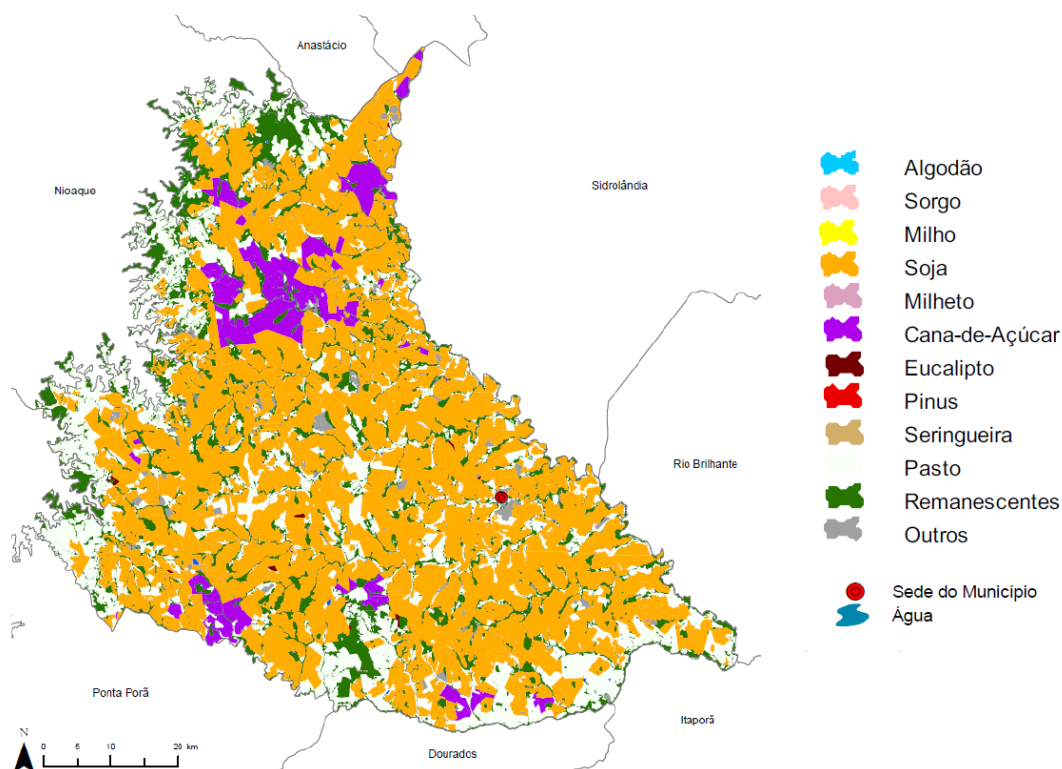 Anastácio
Nioaque
Sidrolândia
Rio Brilhante
Ponta Porã
Itaporã
Dourados
N
0 5 10 20 km
Algodão
Sorgo
Milho
Soja
Milheto
Cana-de-Açúcar
Eucalipto
Pinus
Seringueira
Pasto
Remanescentes
Outros
Sede do Município
Água